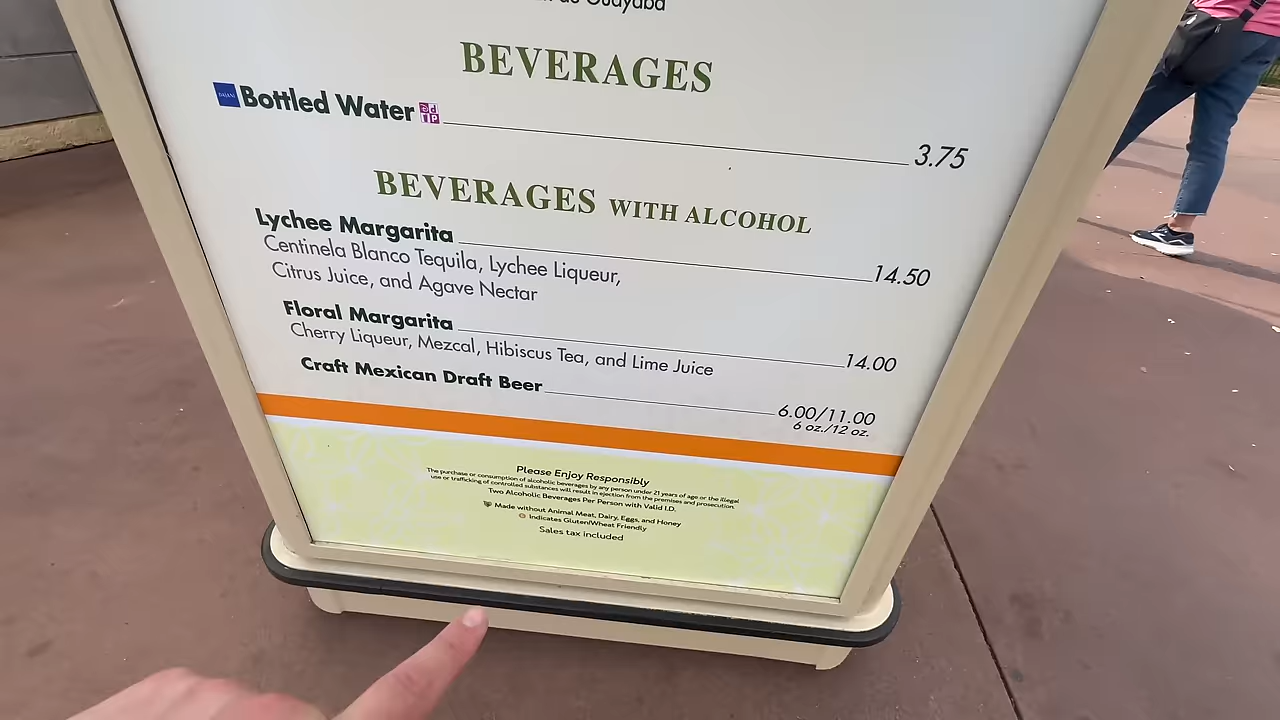 de Guayaba
BEVERAGES
DASANI Bottled Water 3.75
BEVERAGES WITH ALCOHOL
Lychee Margarita 14.50
Centinela Blanco Tequila, Lychee Liqueur,
Citrus Juice, and Agave Nectar
Floral Margarita 14.00
Cherry Liqueur, Mezcal, Hibiscus Tea, and Lime Juice
Craft Mexican Draft Beer 6.00/11.00
6 oz./12 oz.
Please Enjoy Responsibly
The purchase or consumption of alcoholic beverages by any person under 21 years of age or the illegal
use or trafficking of controlled substances will result in ejection from the premises and prosecution.
Two Alcoholic Beverages Per Person with Valid I.D.
Made without Animal Meat, Dairy, Eggs, and Honey
Indicates Gluten/Wheat Friendly
Sales tax included